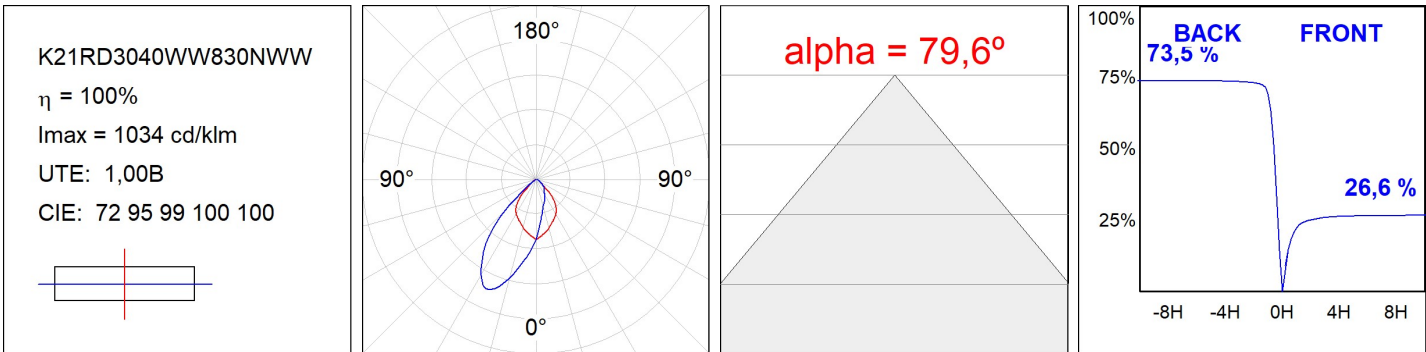 K21RD3040WW830NWW
η = 100%
Imax = 1034 cd/klm
UTE: 1,00B
CIE: 72 95 99 100 100
180°
90° 90°
0°
alpha = 79,6º
100%
BACK FRONT
73,5 %
75%
50%
26,6 %
25%
-8H -4H 0H 4H 8H